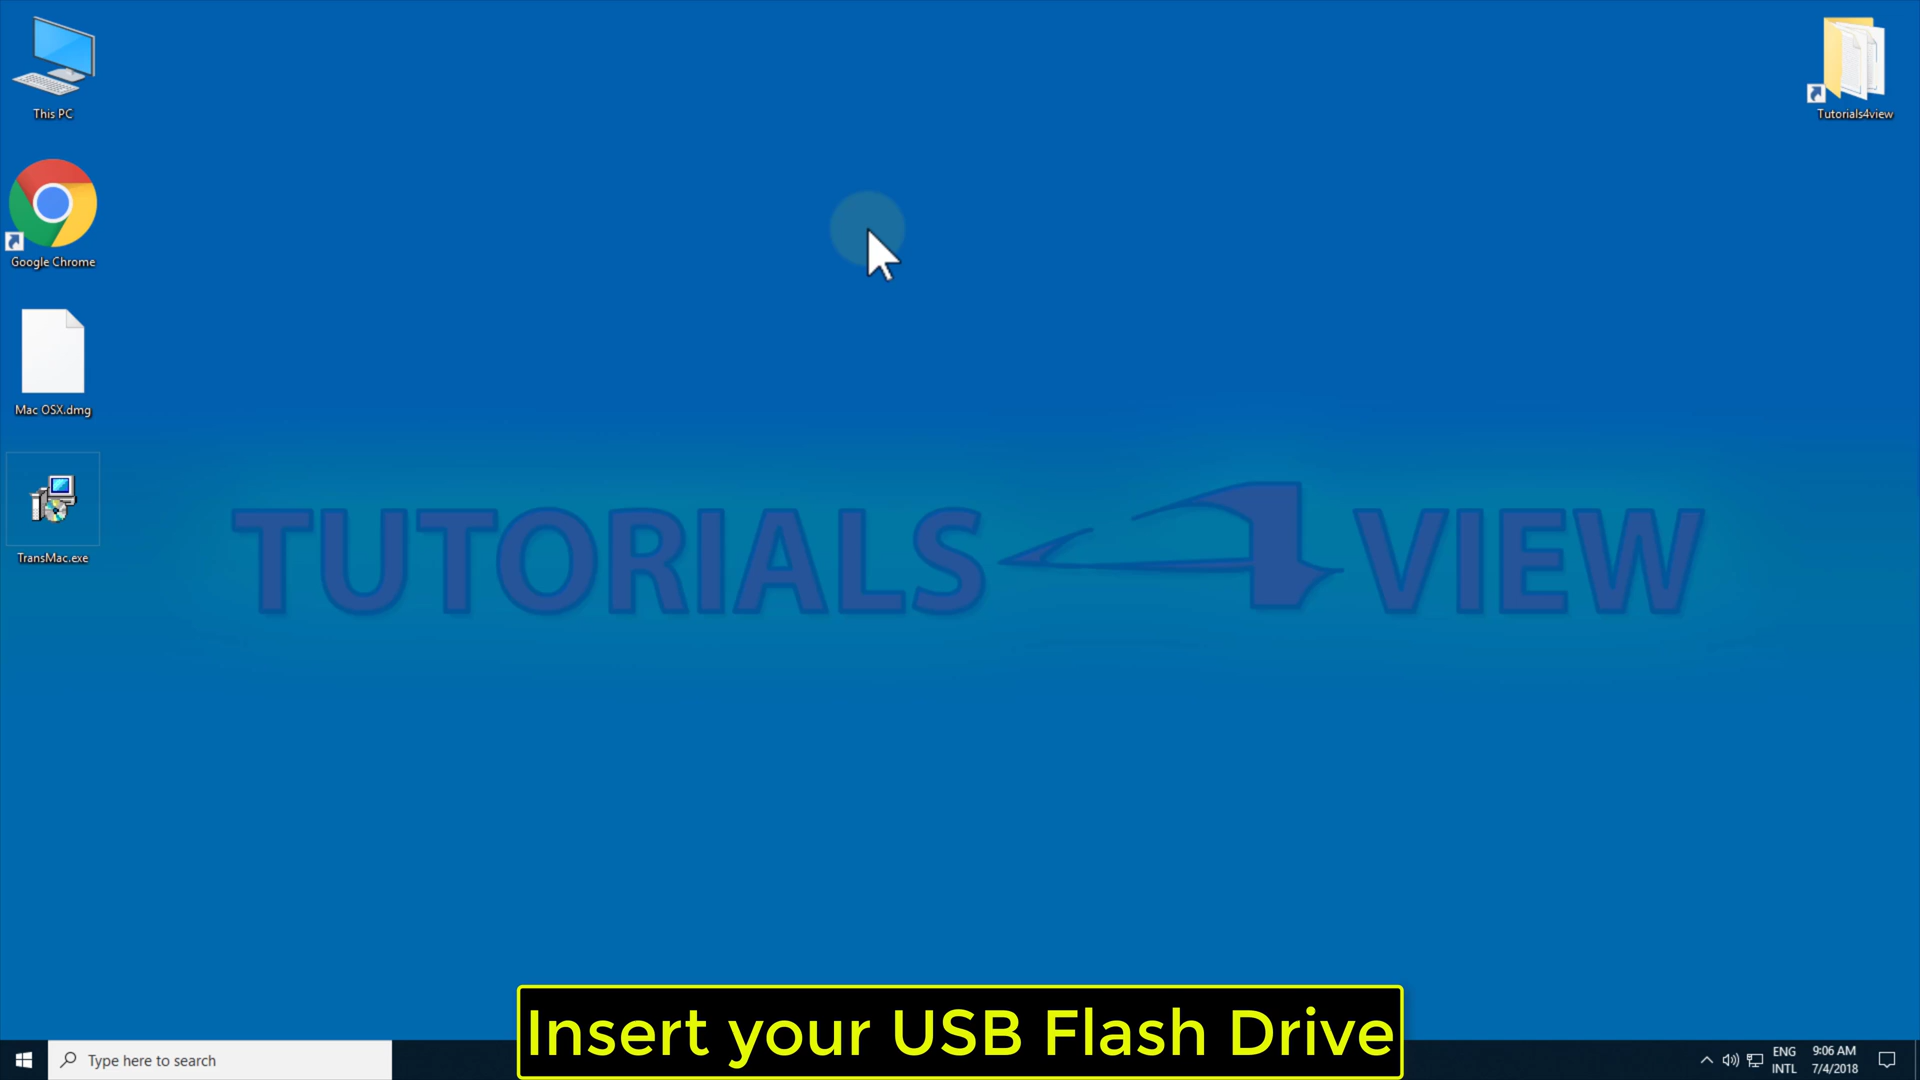 This PC
Tutorials4view
Google Chrome
Mac OSX.dmg
TransMac.exe
TUTORIALS 4 VIEW
Insert your USB Flash Drive
Type here to search
ENG
INTL
9:06 AM
7/4/2018